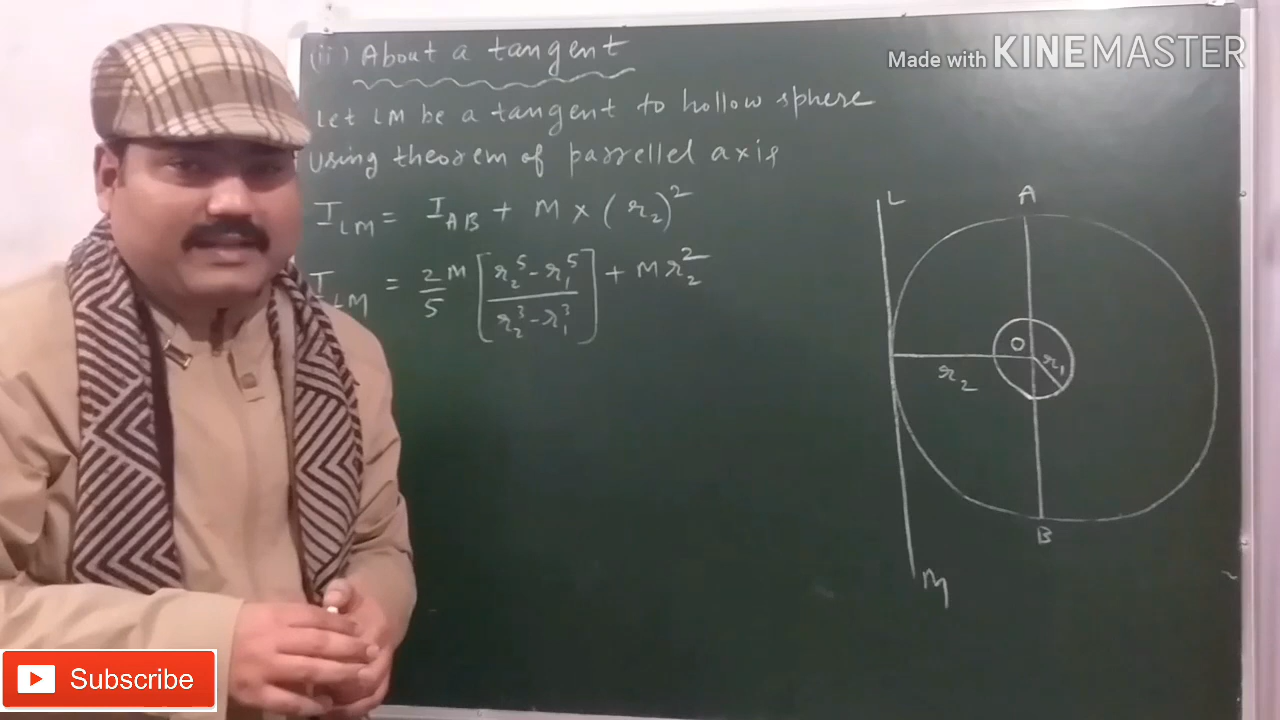 (ii) About a tangent
Let LM be a tangent to hollow sphere
using theorem of parrellel axis
I_LM = I_AB + M × (r₂)²
I_LM = 2/5 M [r₂⁵ - r₁⁵ / r₂³ - r₁³] + M r₂²
L
A
O
r₁
r₂
B
M
Made with KINEMASTER
Subscribe